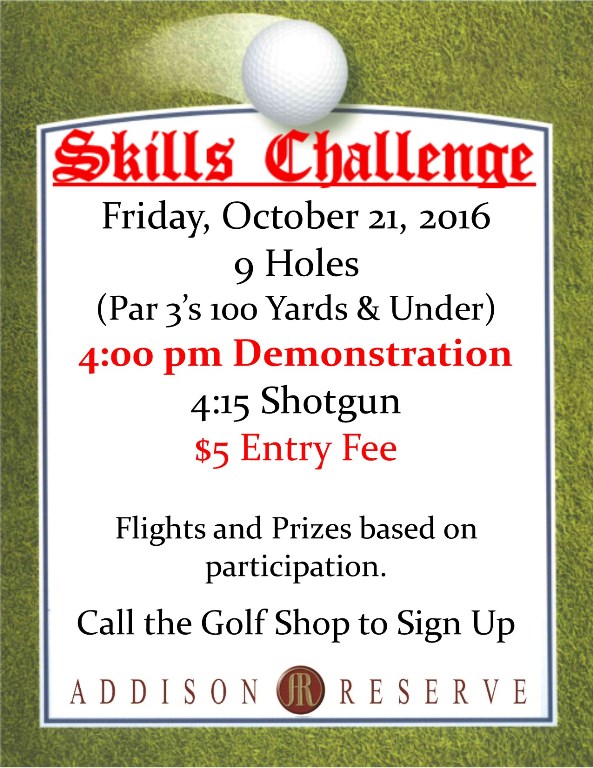 Skills Challenge
Friday, October 21, 2016
9 Holes
(Par 3’s 100 Yards & Under)
4:00 pm Demonstration
4:15 Shotgun
$5 Entry Fee
Flights and Prizes based on
participation.
Call the Golf Shop to Sign Up
ADDISON AR RESERVE